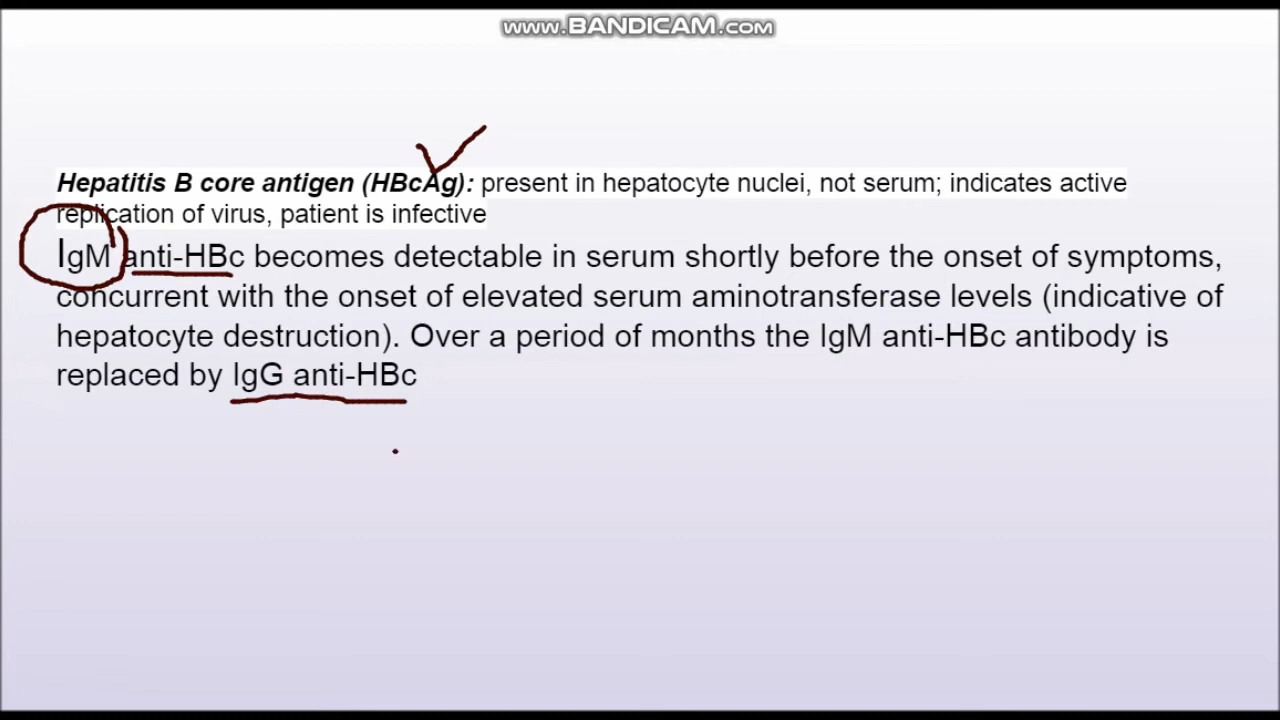 www.BANDICAM.com
Hepatitis B core antigen (HBcAg): present in hepatocyte nuclei, not serum; indicates active
replication of virus, patient is infective
IgM anti-HBc becomes detectable in serum shortly before the onset of symptoms,
concurrent with the onset of elevated serum aminotransferase levels (indicative of
hepatocyte destruction). Over a period of months the IgM anti-HBc antibody is
replaced by IgG anti-HBc